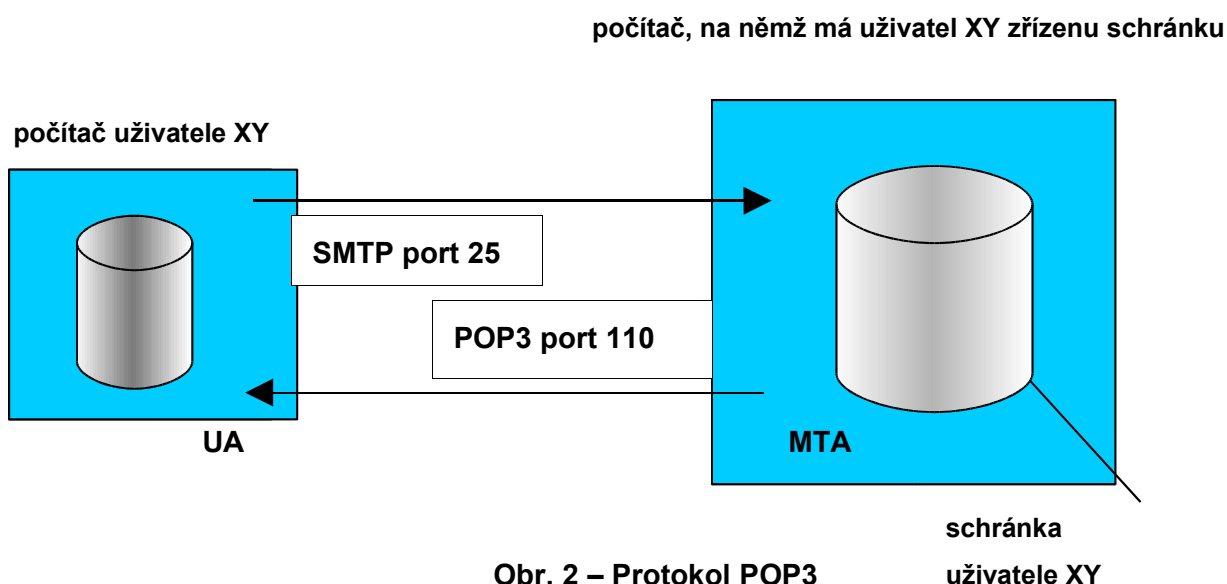 počítač, na němž má uživatel XY zřízenu schránku
počítač uživatele XY
SMTP port 25
POP3 port 110
UA
MTA
schránka
uživatele XY
Obr. 2 – Protokol POP3